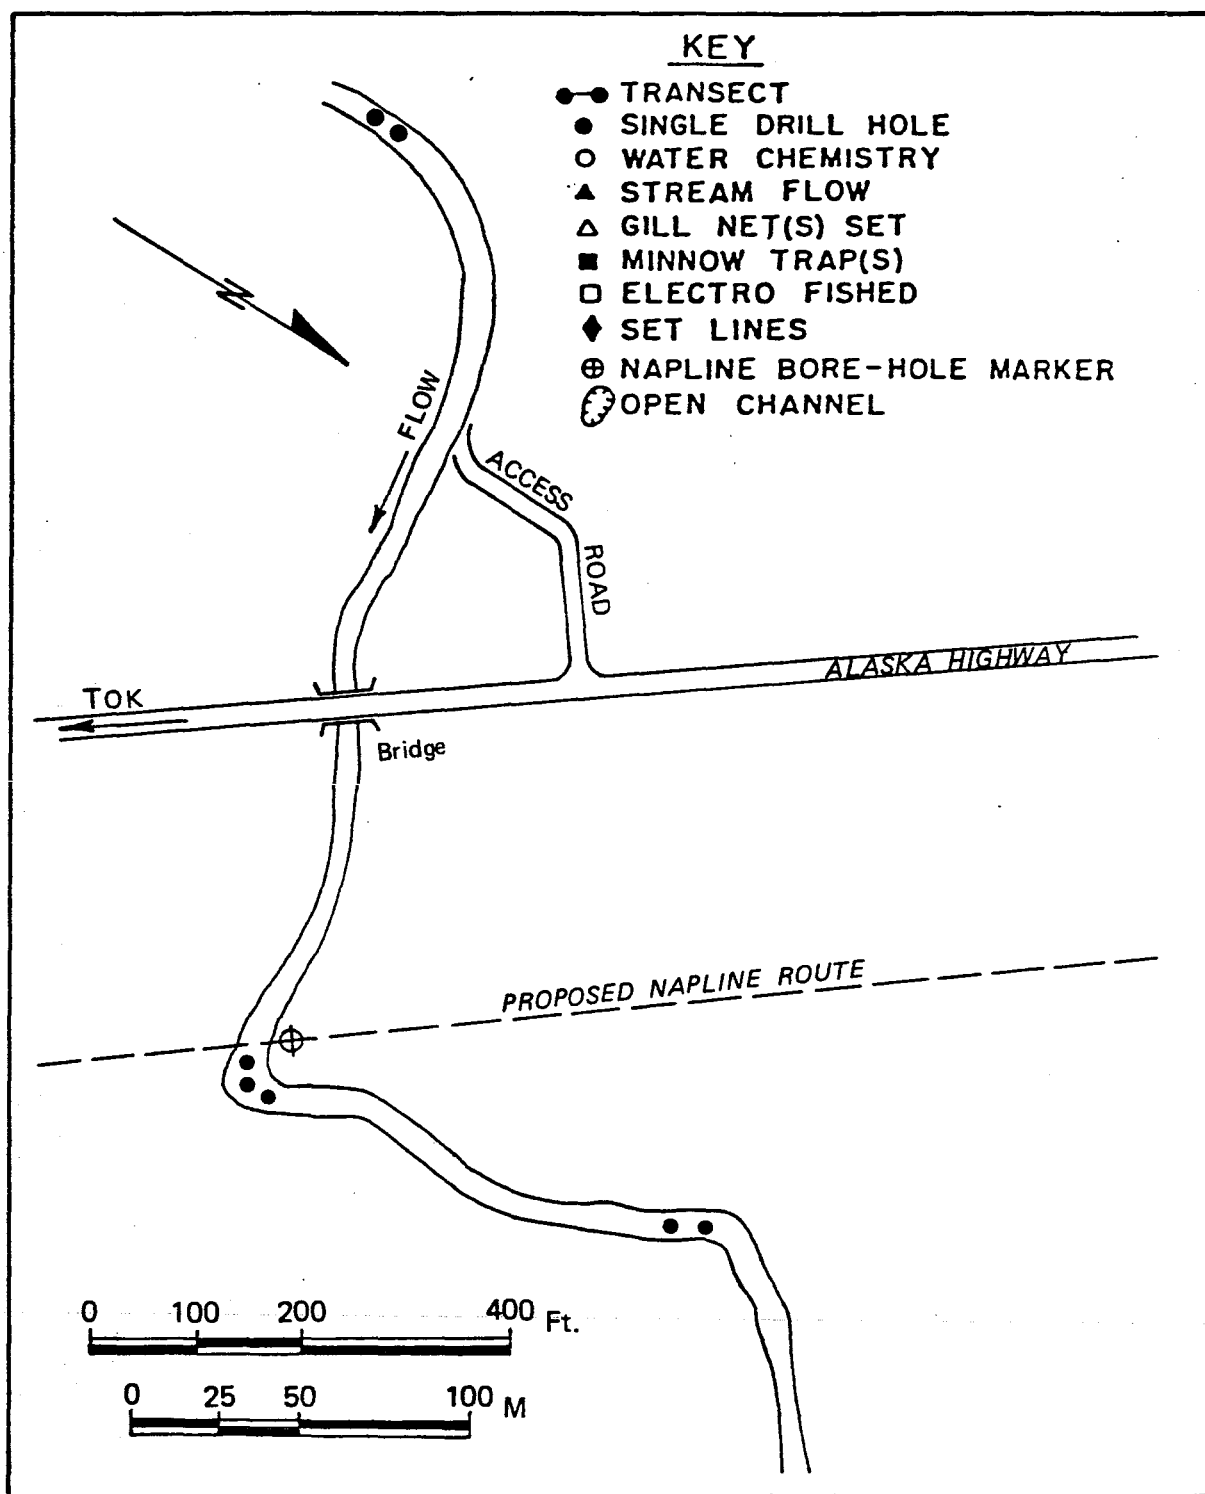 KEY
TRANSECT
SINGLE DRILL HOLE
WATER CHEMISTRY
STREAM FLOW
GILL NET(S) SET
MINNOW TRAP(S)
ELECTRO FISHED
SET LINES
NAPLINE BORE-HOLE MARKER
OPEN CHANNEL
N
FLOW
ACCESS
ROAD
ALASKA HIGHWAY
TOK
Bridge
PROPOSED NAPLINE ROUTE
0 100 200 400 Ft.
0 25 50 100 M